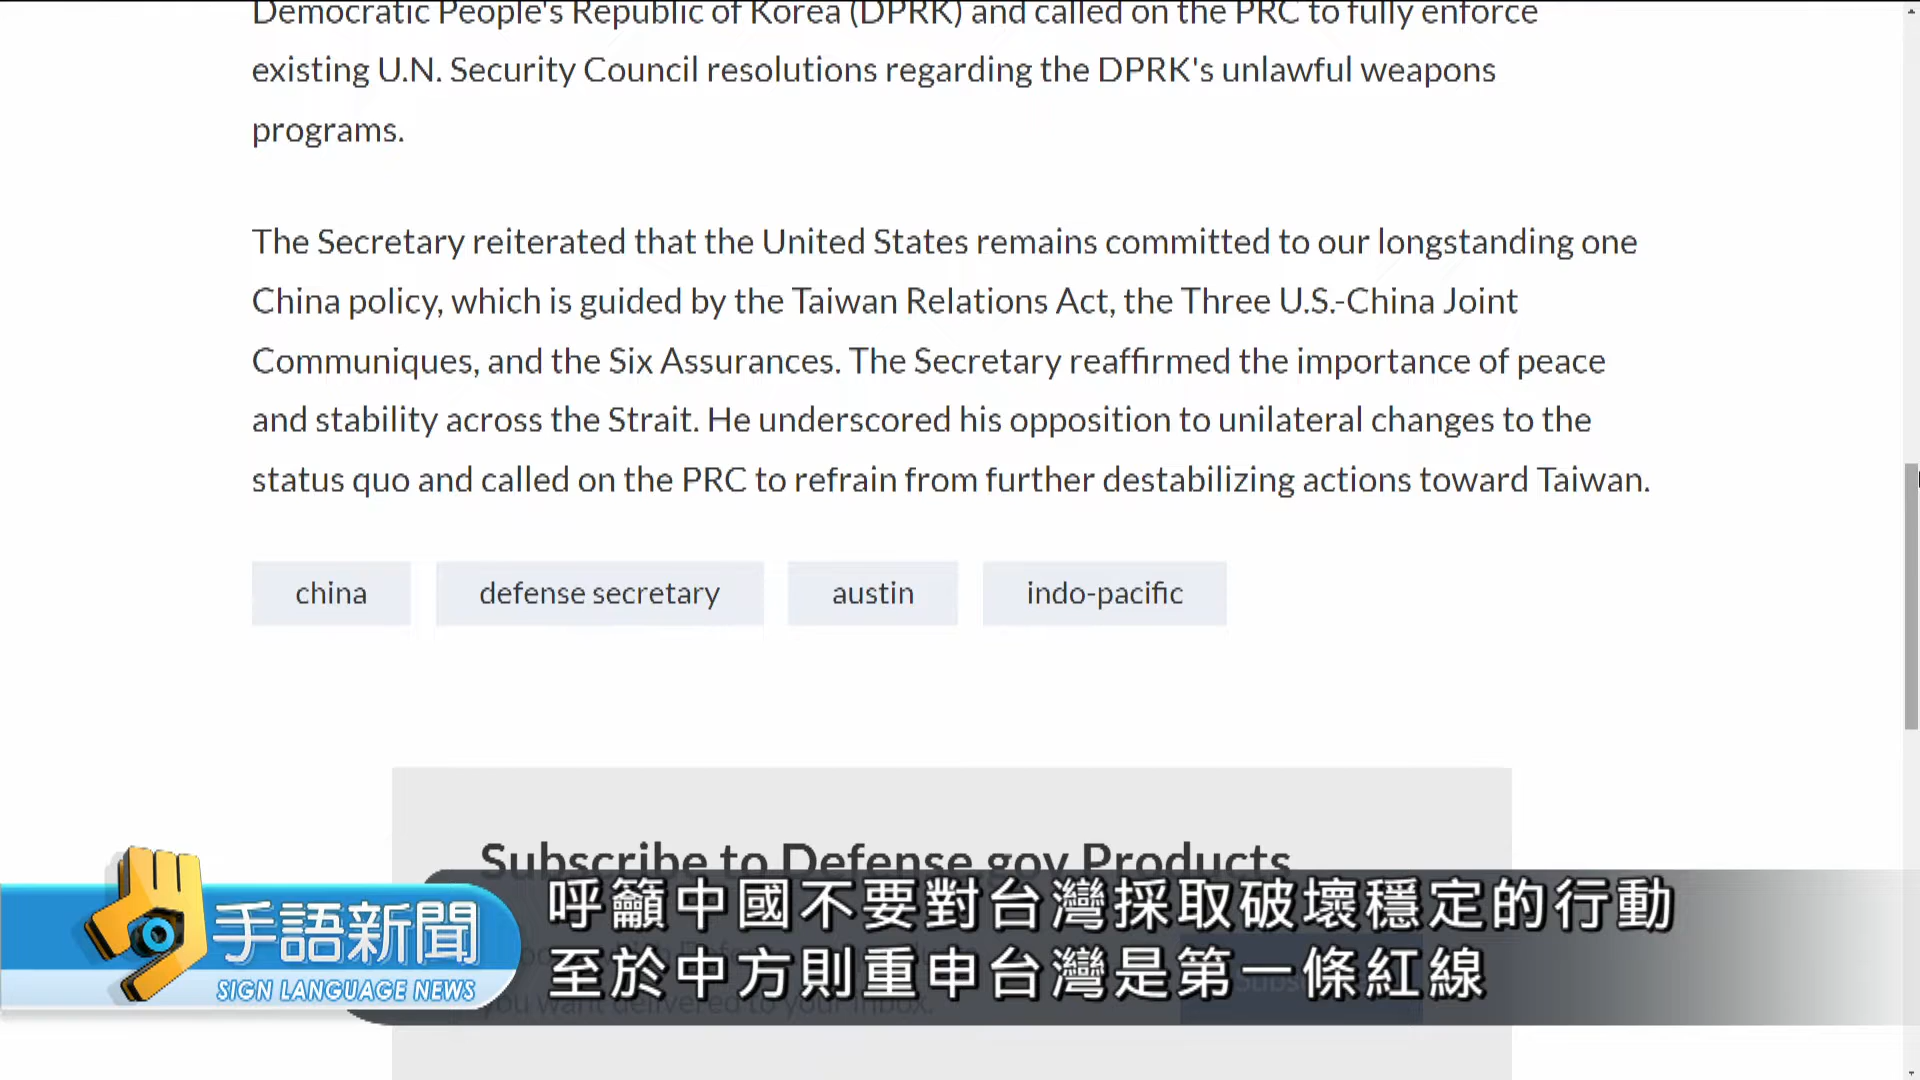 Democratic People's Republic of Korea (DPRK) and called on the PRC to fully enforce
existing U.N. Security Council resolutions regarding the DPRK's unlawful weapons
programs.
The Secretary reiterated that the United States remains committed to our longstanding one
China policy, which is guided by the Taiwan Relations Act, the Three U.S.-China Joint
Communiques, and the Six Assurances. The Secretary reaffirmed the importance of peace
and stability across the Strait. He underscored his opposition to unilateral changes to the
status quo and called on the PRC to refrain from further destabilizing actions toward Taiwan.
china defense secretary austin indo-pacific
Subscribe to Defense.gov Products
呼籲中國不要對台灣採取破壞穩定的行動
手語新聞
至於中方則重申台灣是第一條紅線
SIGN LANGUAGE NEWS
you want delivered to your inbox.